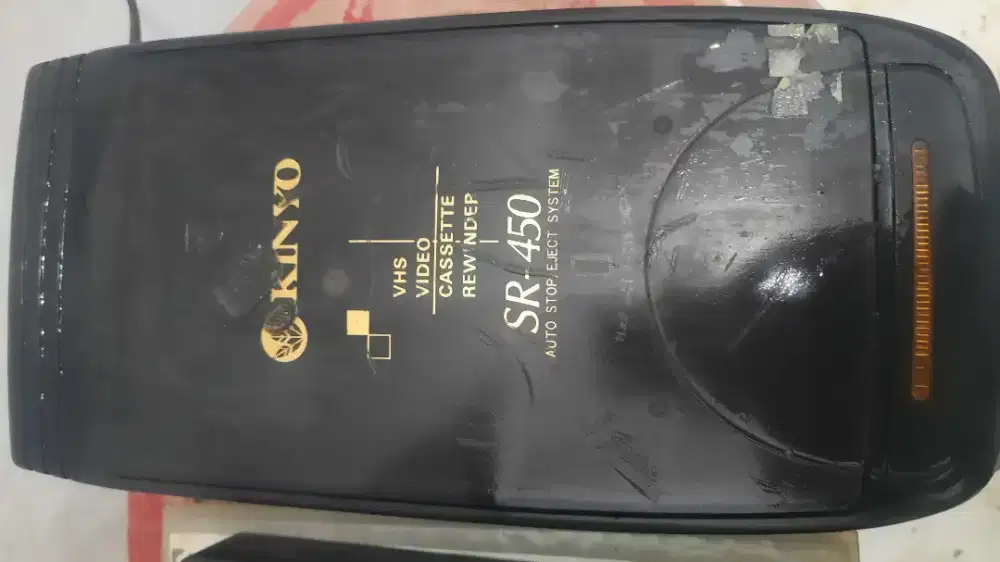 KINYO
VHS
VIDEO
CASSETTE
REWINDER
SR-450
AUTO STOP, EJECT SYSTEM